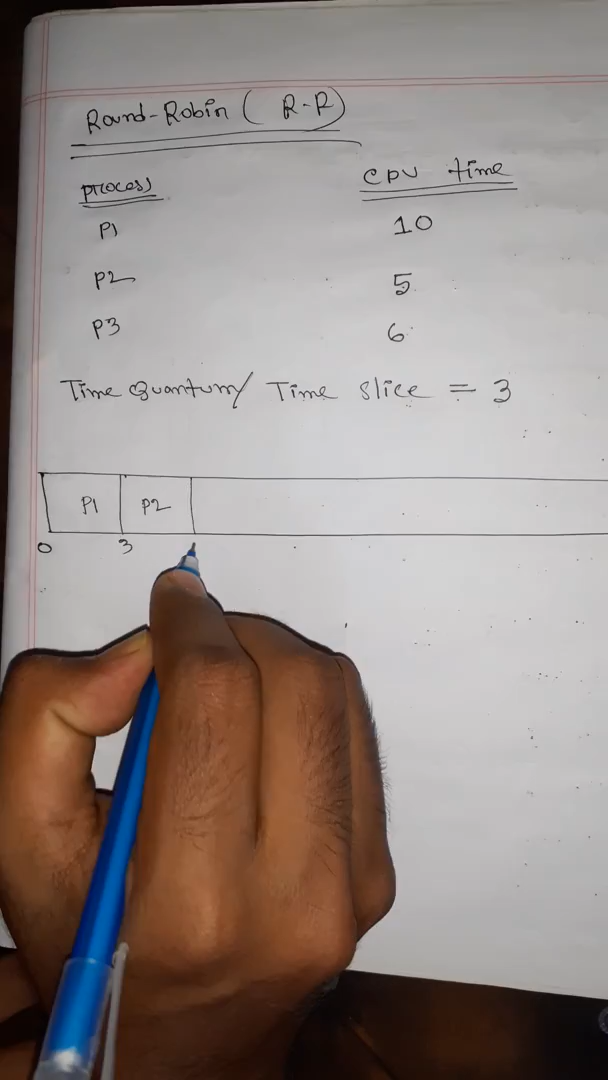 Round-Robin ( R-R)
process CPU time
P1 10
P2 5
P3 6
Time Quantum/ Time slice = 3
P1 P2
0 3